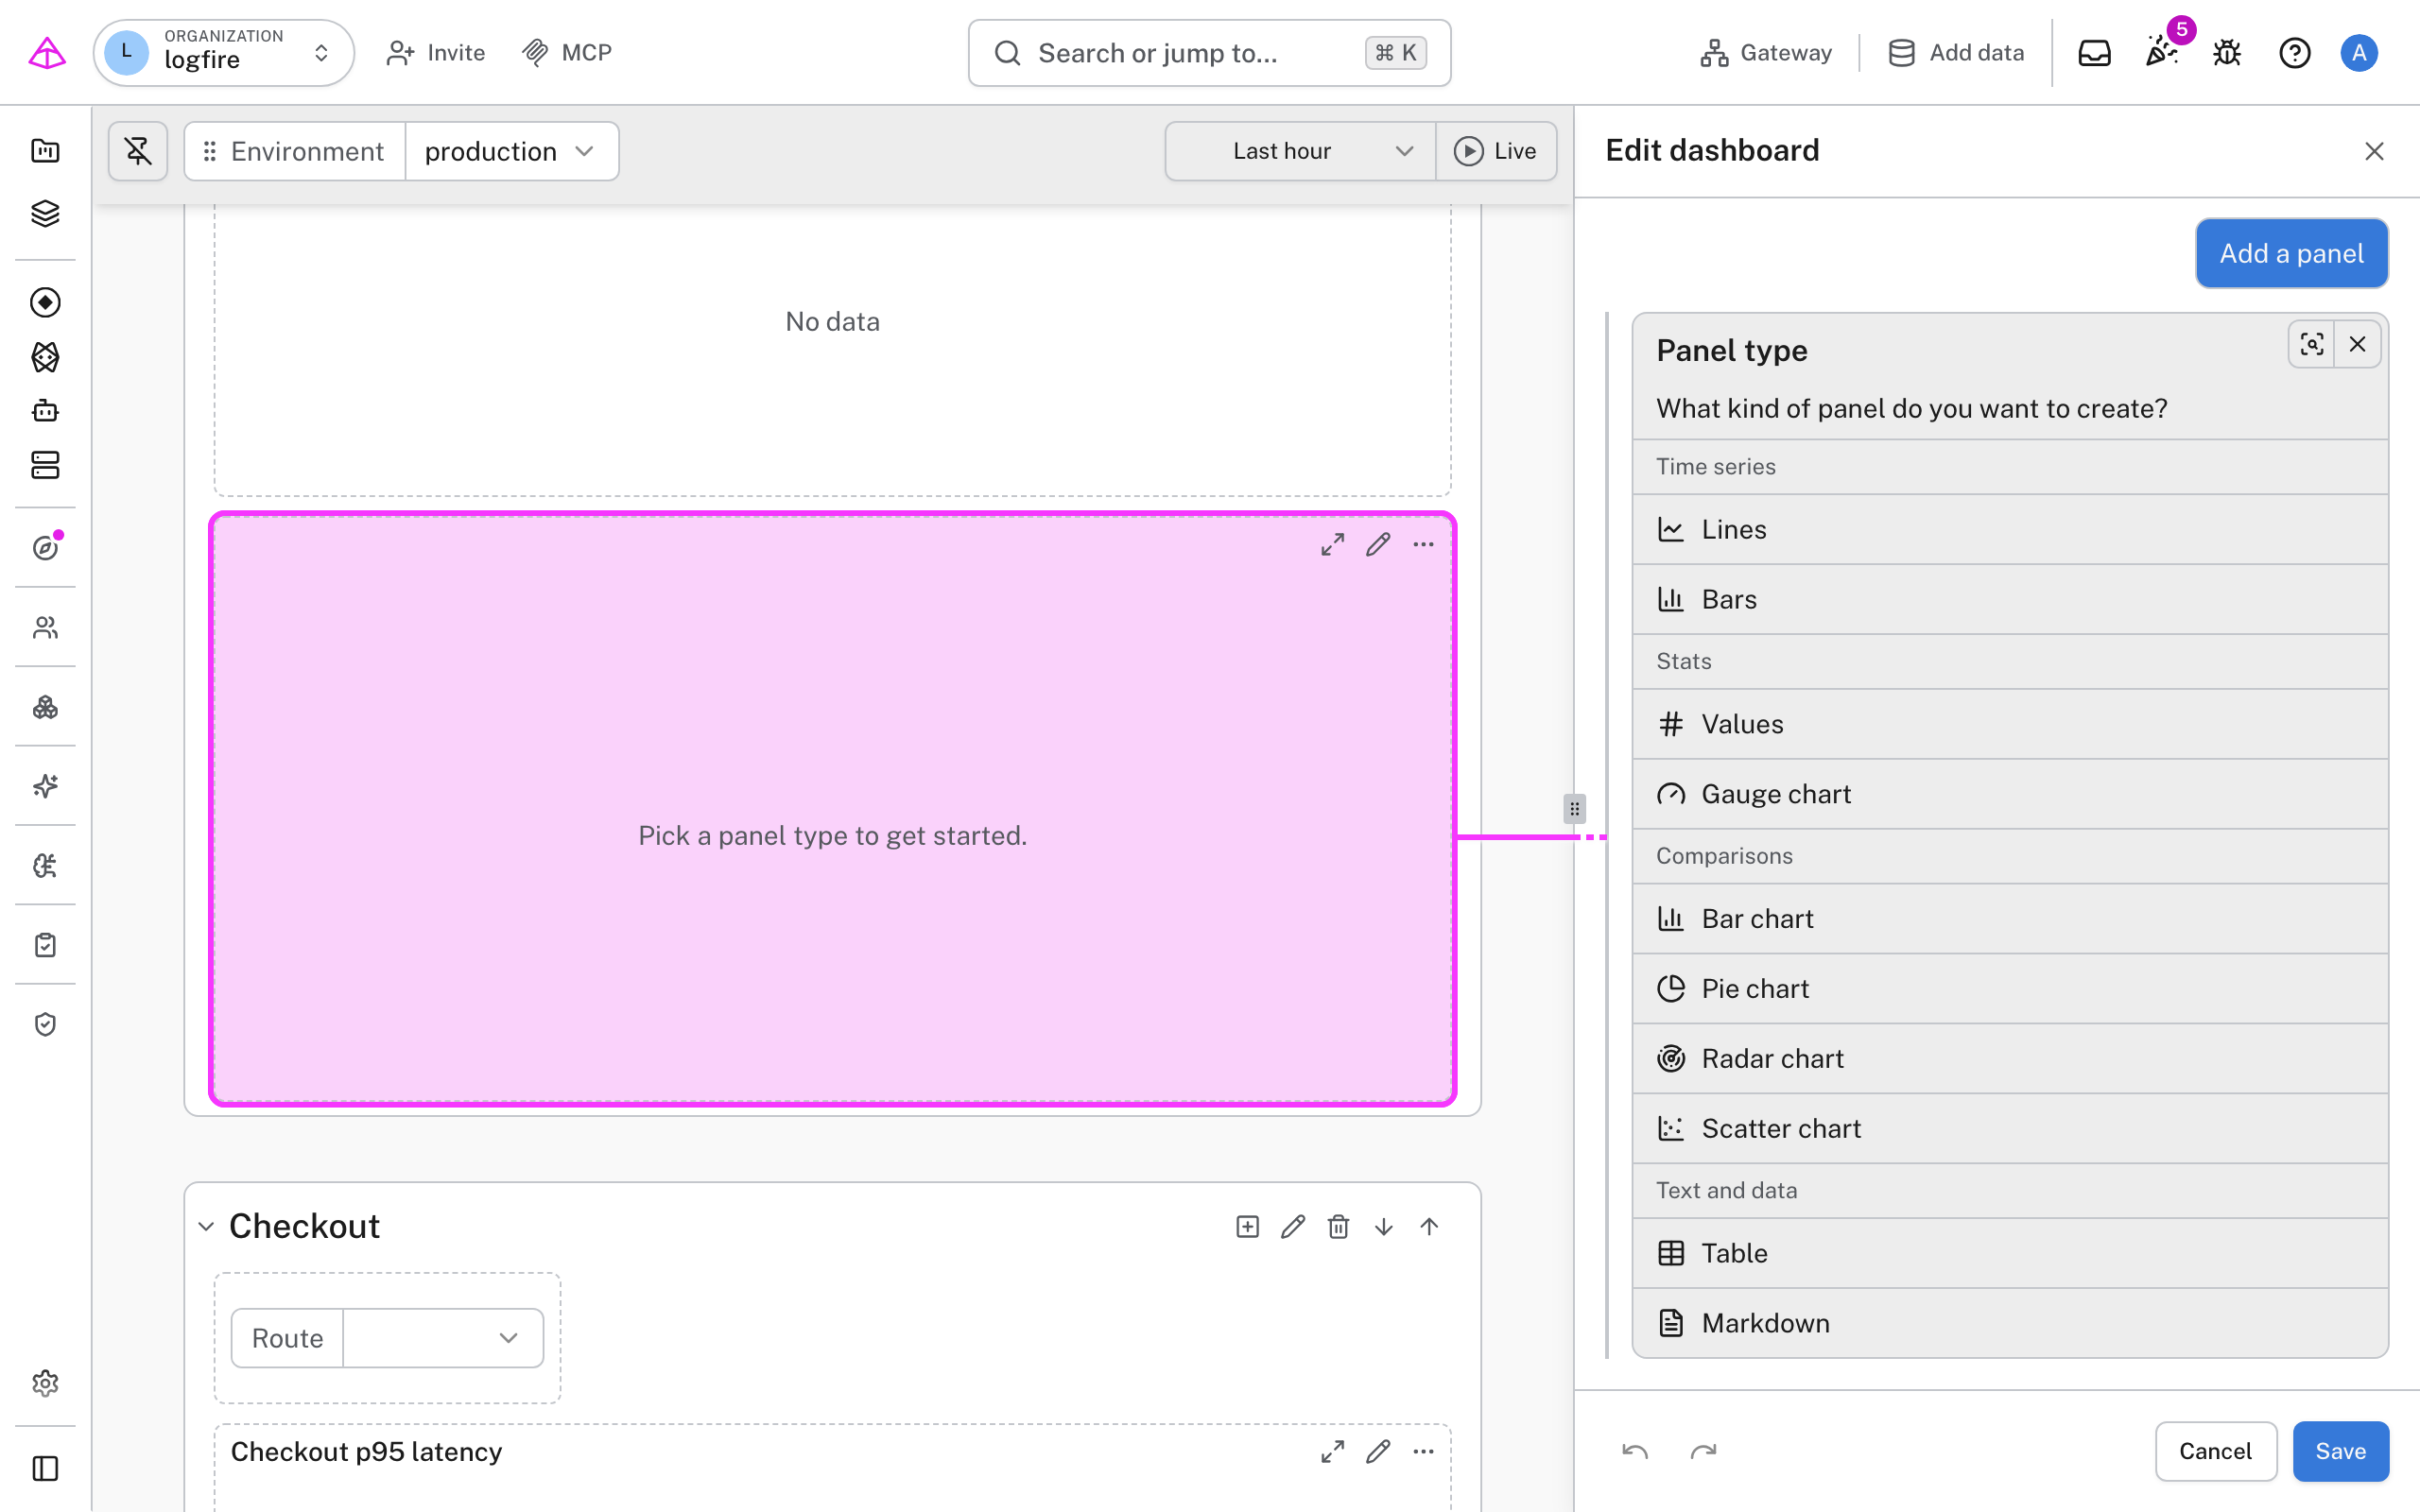 L
ORGANIZATION
logfire
Invite
MCP
Search or jump to...
⌘ K
Gateway
Add data
5
A
Environment
production
Last hour
Live
No data
Pick a panel type to get started.
Checkout
Route
Checkout p95 latency
Edit dashboard
Add a panel
Panel type
What kind of panel do you want to create?
Time series
Lines
Bars
Stats
Values
Gauge chart
Comparisons
Bar chart
Pie chart
Radar chart
Scatter chart
Text and data
Table
Markdown
Cancel
Save